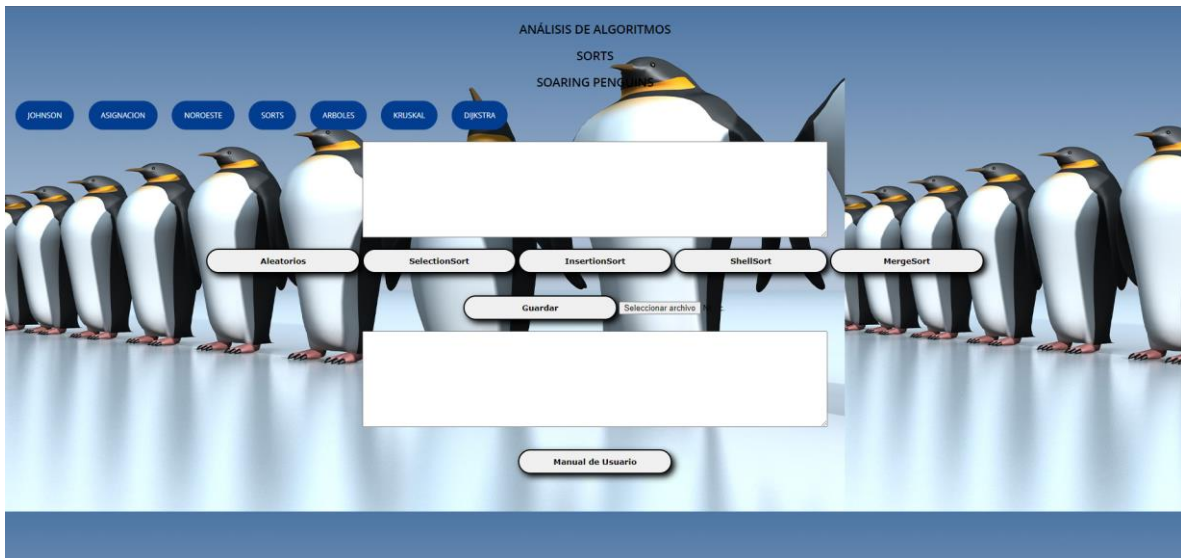 ANÁLISIS DE ALGORITMOS
SORTS
SOARING PENGUINS
JOHNSON ASIGNACION NOROESTE SORTS ARBOLES KRUSKAL DIJKSTRA
Aleatorios SelectionSort InsertionSort ShellSort MergeSort
Guardar Seleccionar archivo
Manual de Usuario